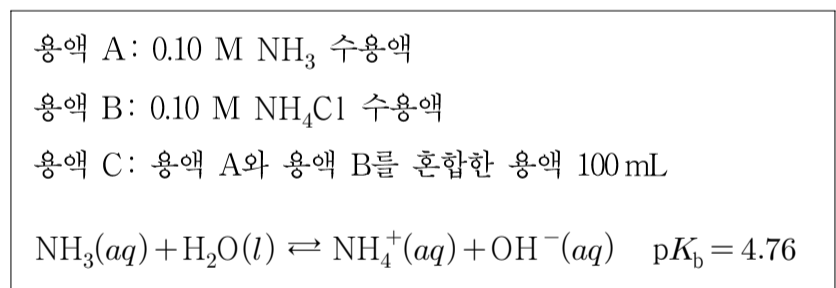 용액 A: 0.10 M NH₃ 수용액
용액 B: 0.10 M NH₄Cl 수용액
용액 C: 용액 A와 용액 B를 혼합한 용액 100 mL
NH₃(aq)+H₂O(l) ⇄ NH₄⁺(aq)+OH⁻(aq) pK_b=4.76